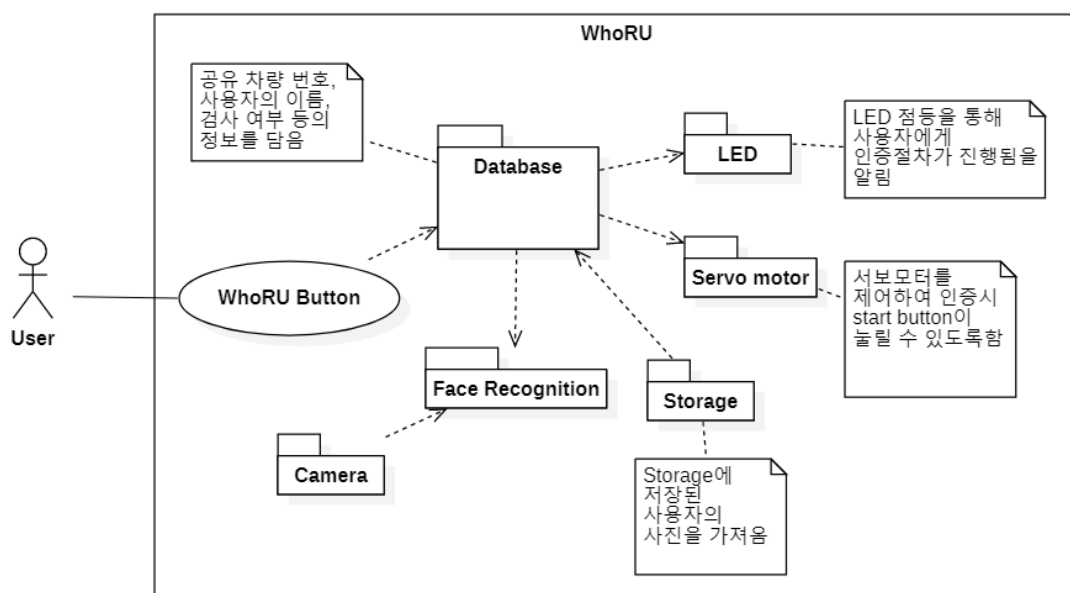 WhoRU
공유 차량 번호,
사용자의 이름,
검사 여부 등의
정보를 담음
Database
LED
LED 점등을 통해
사용자에게
인증절차가 진행됨을
알림
User
WhoRU Button
Servo motor
서보모터를
제어하여 인증시
start button이
눌릴 수 있도록함
Face Recognition
Storage
Camera
Storage에
저장된
사용자의
사진을 가져옴